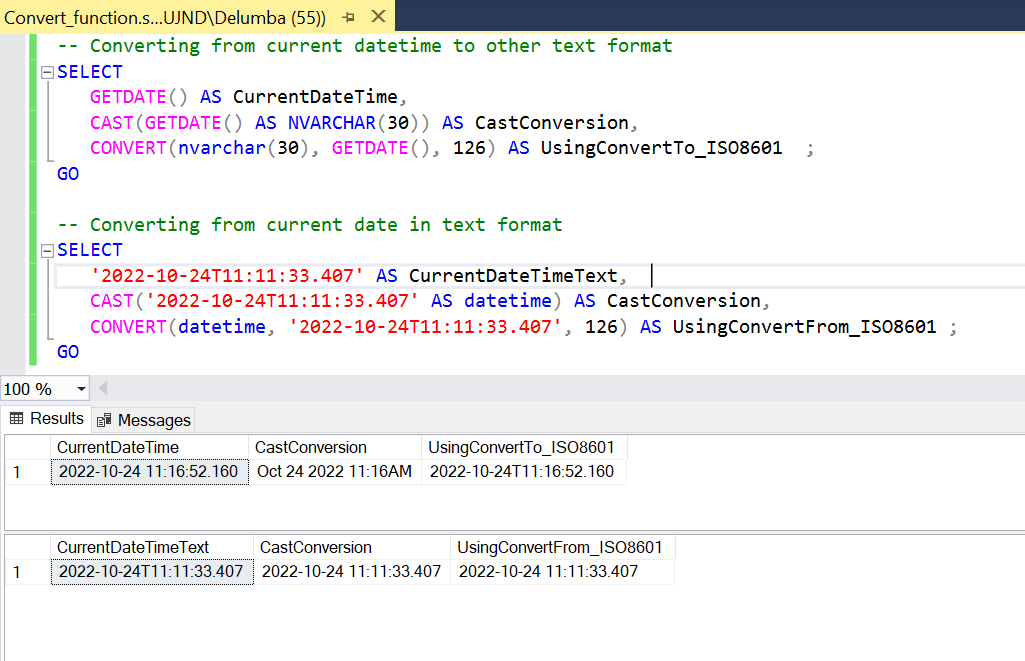 Convert_function.s...UJND\Delumba (55))
-- Converting from current datetime to other text format
SELECT
GETDATE() AS CurrentDateTime,
CAST(GETDATE() AS NVARCHAR(30)) AS CastConversion,
CONVERT(nvarchar(30), GETDATE(), 126) AS UsingConvertTo_ISO8601  ;
GO
-- Converting from current date in text format
SELECT
'2022-10-24T11:11:33.407' AS CurrentDateTimeText,
CAST('2022-10-24T11:11:33.407' AS datetime) AS CastConversion,
CONVERT(datetime, '2022-10-24T11:11:33.407', 126) AS UsingConvertFrom_ISO8601 ;
GO
100 %
Results Messages
CurrentDateTime CastConversion UsingConvertTo_ISO8601
1 2022-10-24 11:16:52.160 Oct 24 2022 11:16AM 2022-10-24T11:16:52.160
CurrentDateTimeText CastConversion UsingConvertFrom_ISO8601
1 2022-10-24T11:11:33.407 2022-10-24 11:11:33.407 2022-10-24 11:11:33.407